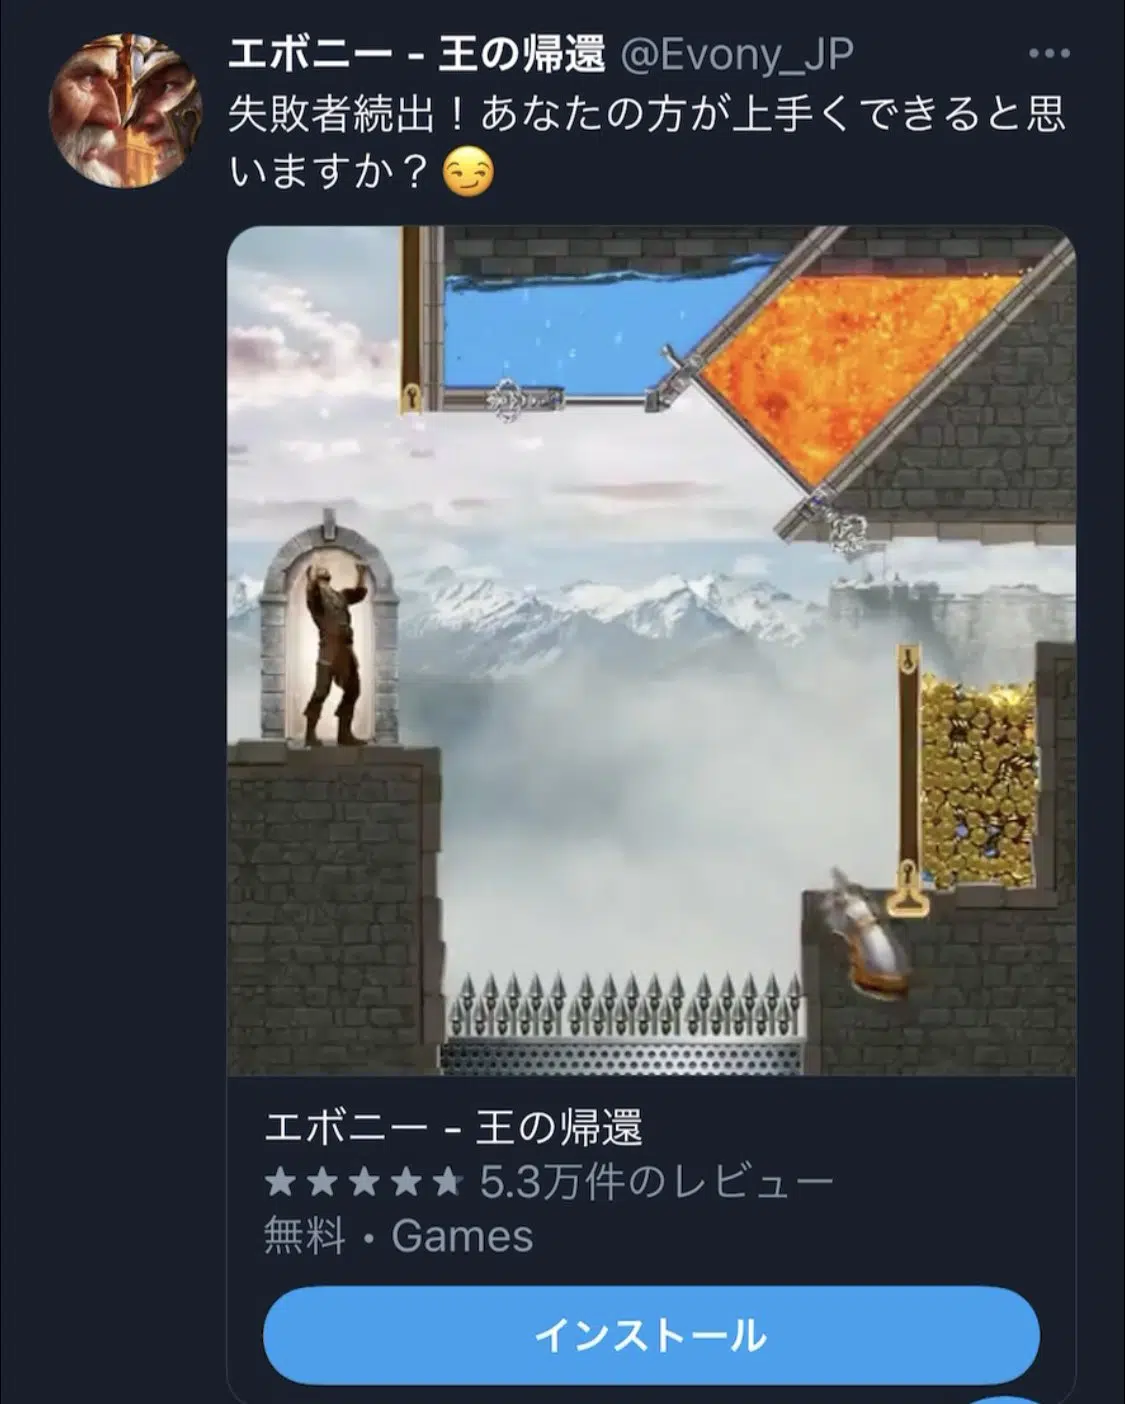 エボニー - 王の帰還 @Evony_JP
失敗者続出！あなたの方が上手くできると思
いますか？😏
エボニー - 王の帰還
★★★★★ 5.3万件のレビュー
無料・Games
インストール